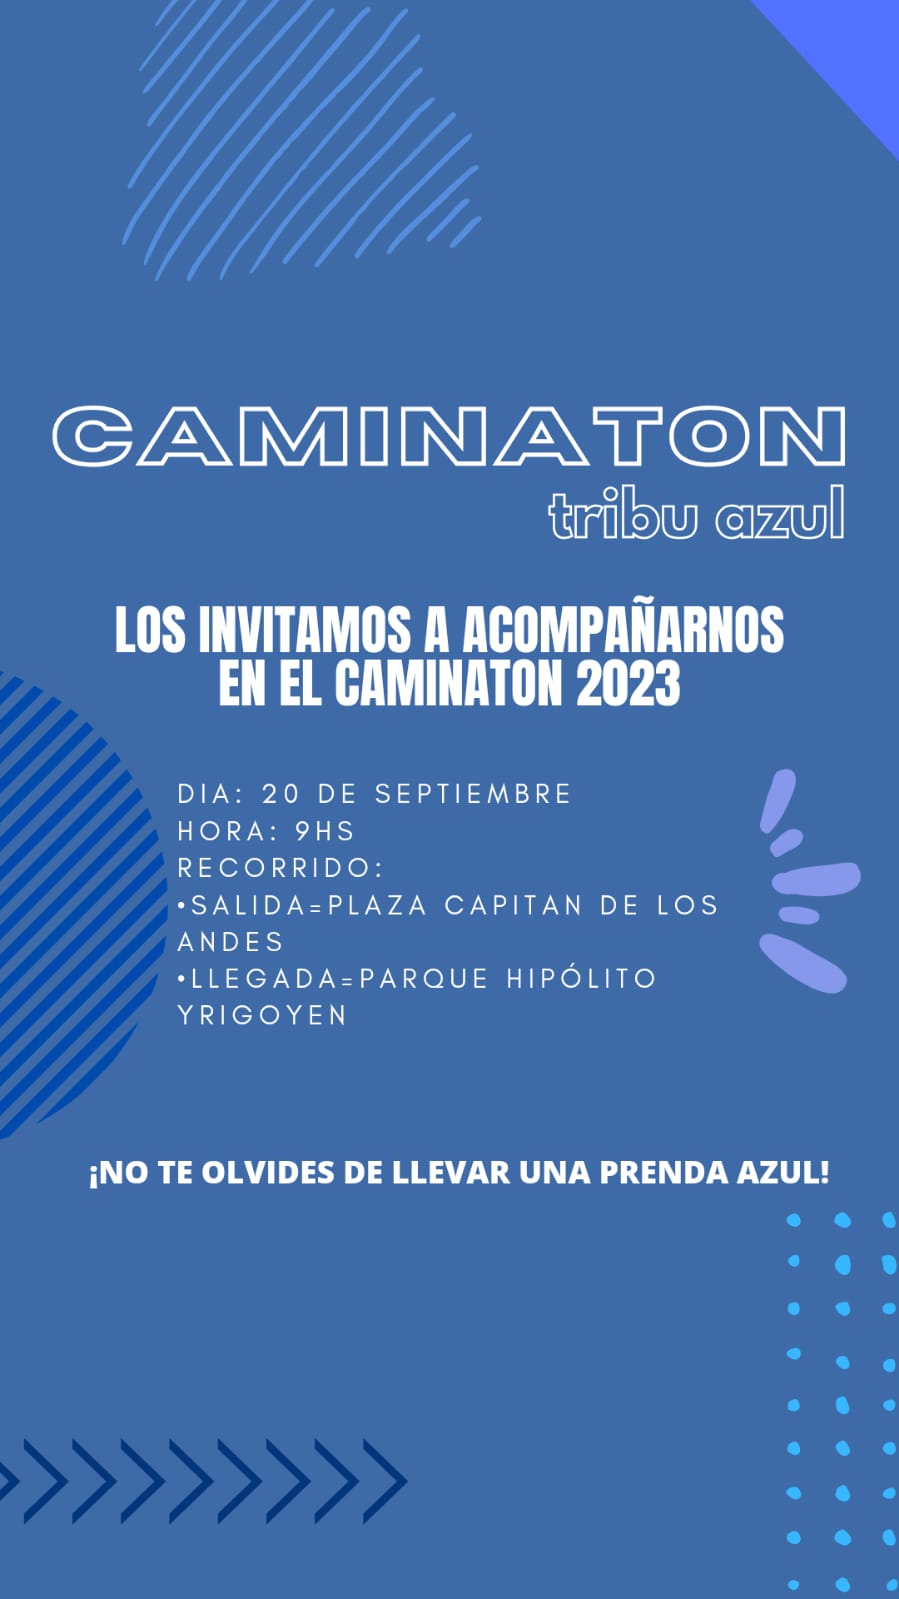 CAMINATON
tribu azul
LOS INVITAMOS A ACOMPAÑARNOS
EN EL CAMINATON 2023
DIA: 20 DE SEPTIEMBRE
HORA: 9HS
RECORRIDO:
•SALIDA=PLAZA CAPITAN DE LOS
ANDES
•LLEGADA=PARQUE HIPÓLITO
YRIGOYEN
¡NO TE OLVIDES DE LLEVAR UNA PRENDA AZUL!